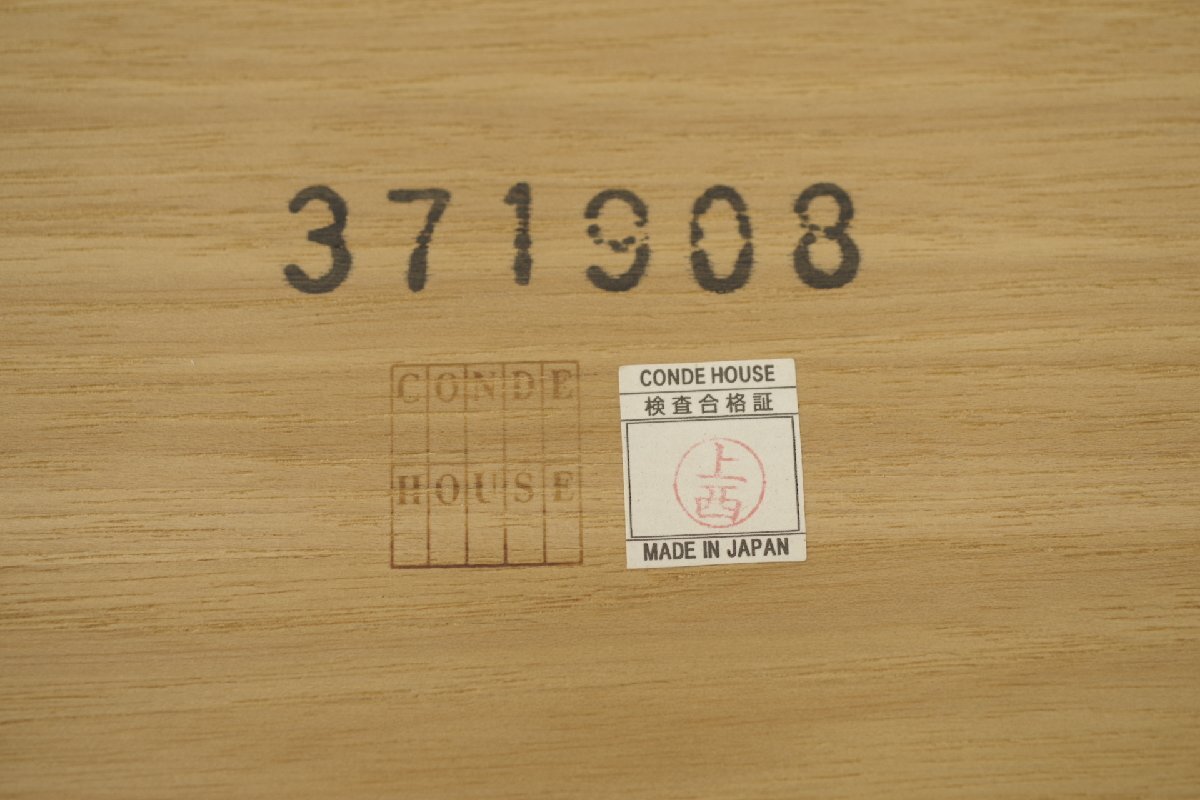 371908
CONDE
HOUSE
CONDE HOUSE
検査合格証
上
西
MADE IN JAPAN